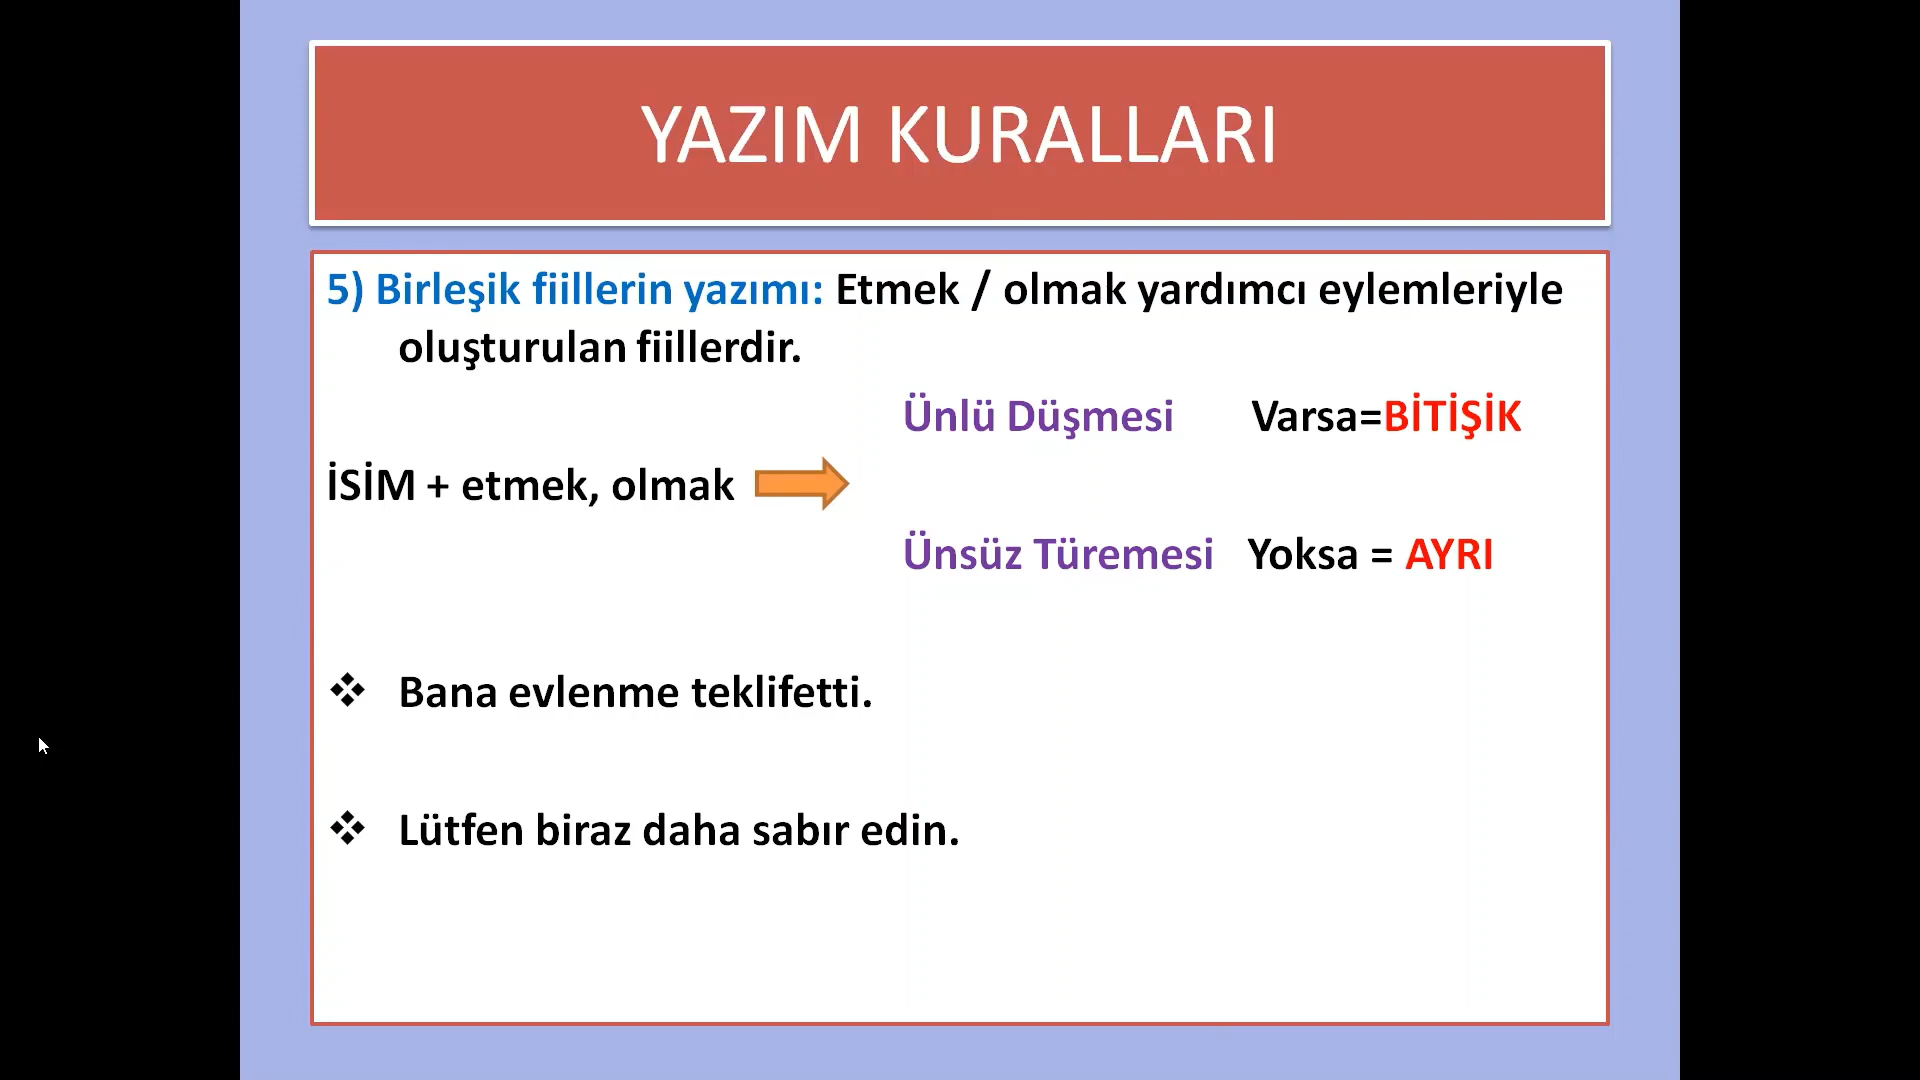 YAZIM KURALLARI
5) Birleşik fiillerin yazımı: Etmek / olmak yardımcı eylemleriyle
oluşturulan fiillerdir.
Ünlü Düşmesi Varsa=BİTİŞİK
İSİM + etmek, olmak
Ünsüz Türemesi Yoksa = AYRI
❖ Bana evlenme teklifetti.
❖ Lütfen biraz daha sabır edin.